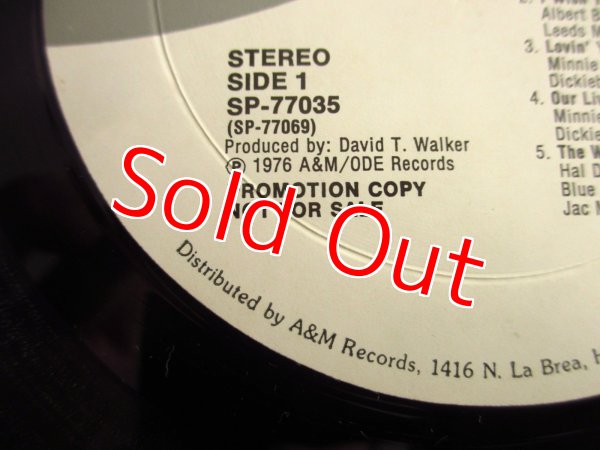 STEREO
SIDE 1
SP-77035
(SP-77069)
Produced by: David T. Walker
Ⓟ 1976 A&M/ODE Records
PROMOTION COPY
NOT FOR SALE
Sold Out
Albert
Leeds
3. Lovin'
Minnie
Dickie
4. Our
Minnie
Dickie
5. The
Hal
Blue
Jac
Distributed by A&M Records, 1416 N. La Brea,